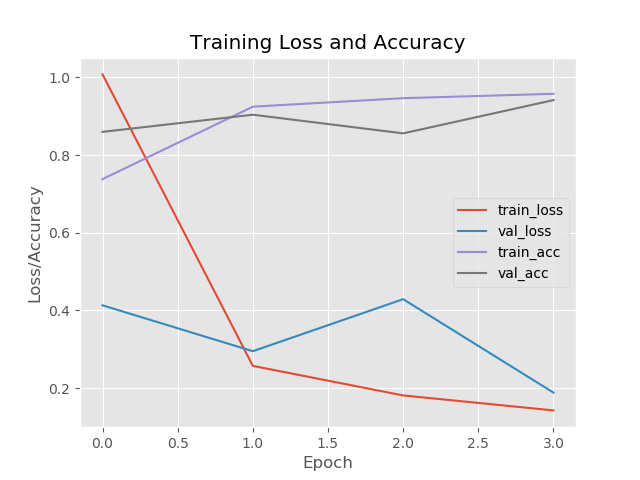 Training Loss and Accuracy
Loss/Accuracy
1.0
0.8
0.6
0.4
0.2
train_loss
val_loss
train_acc
val_acc
0.0 0.5 1.0 1.5 2.0 2.5 3.0
Epoch